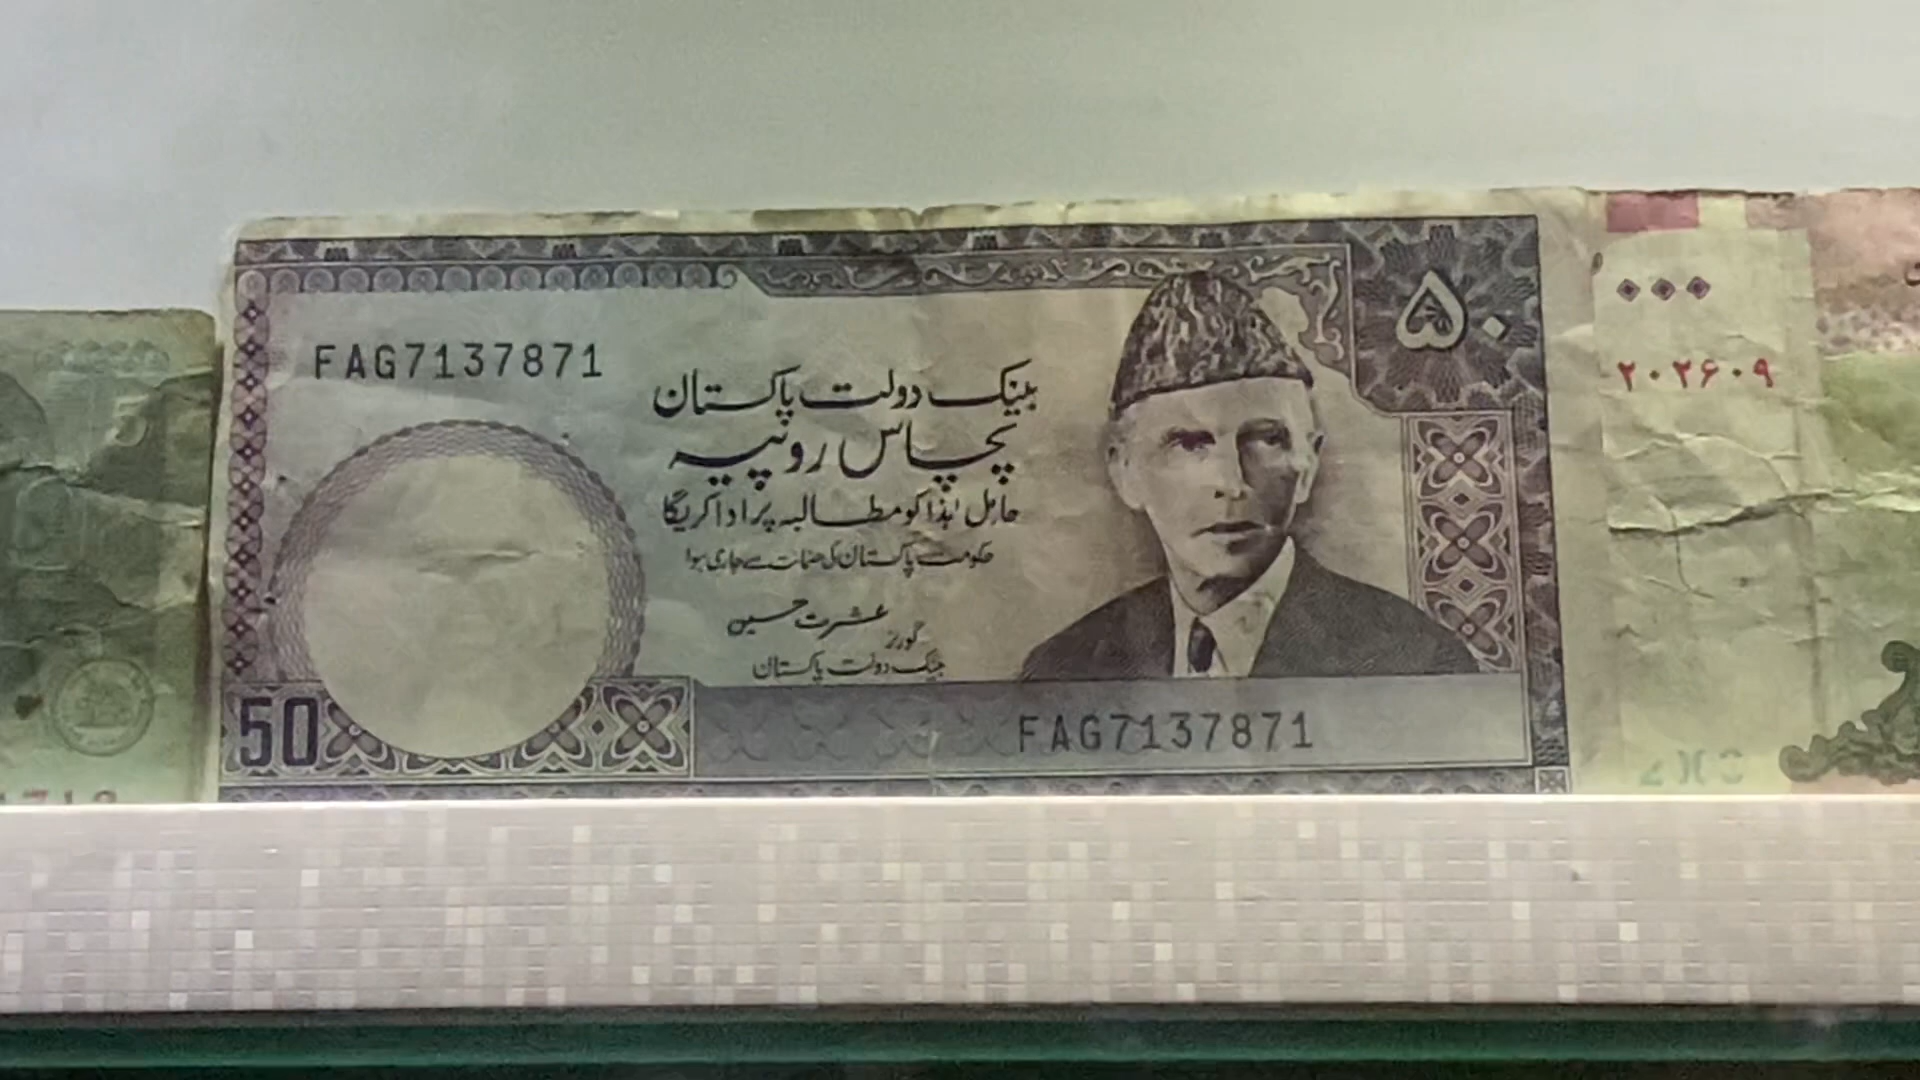 FAG7137871
۵۰
بینک دولت پاکستان
پچاس روپیہ
حامل ہٰذا کو مطالبہ پر ادا کریگا
حکومت پاکستان کی ضمانت سے جاری ہوا
عشرت حسین
گورنر
بینک دولت پاکستان
50
FAG7137871
۲۰۲۶۰۹